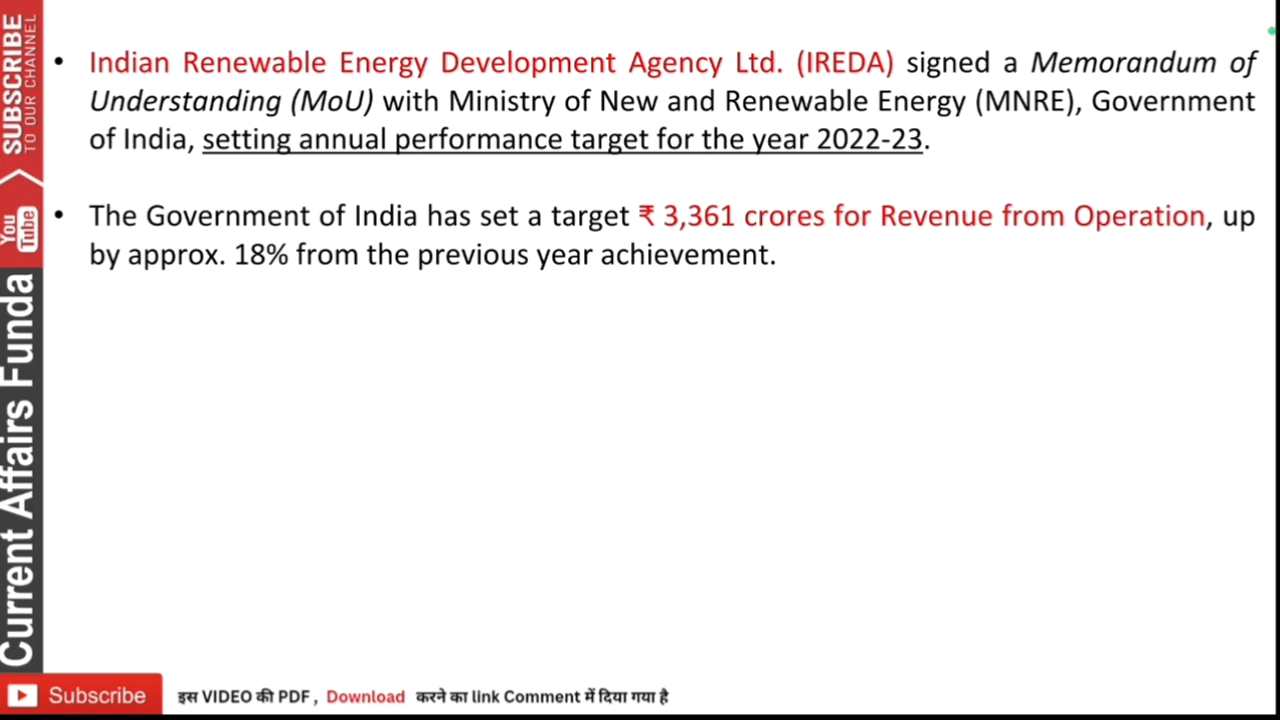 SUBSCRIBE
TO OUR CHANNEL
You
Tube
Current Affairs Funda
• Indian Renewable Energy Development Agency Ltd. (IREDA) signed a Memorandum of
Understanding (MoU) with Ministry of New and Renewable Energy (MNRE), Government
of India, setting annual performance target for the year 2022-23.
• The Government of India has set a target ₹ 3,361 crores for Revenue from Operation, up
by approx. 18% from the previous year achievement.
Subscribe
इस VIDEO की PDF , Download करने का link Comment में दिया गया है